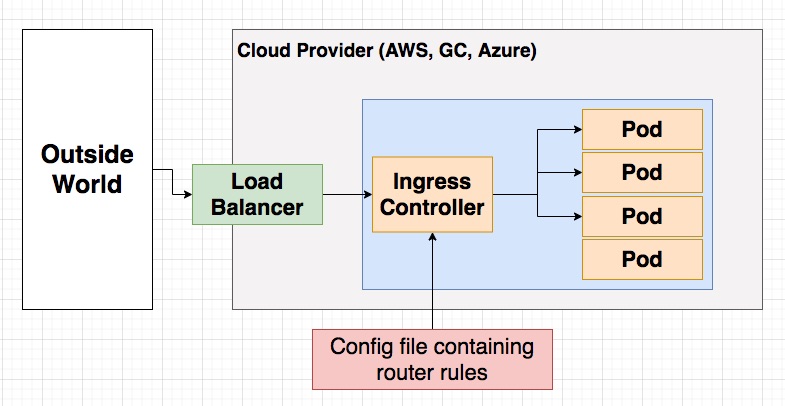 Cloud Provider (AWS, GC, Azure)
Outside
World
Load
Balancer
Ingress
Controller
Pod
Pod
Pod
Pod
Config file containing
router rules